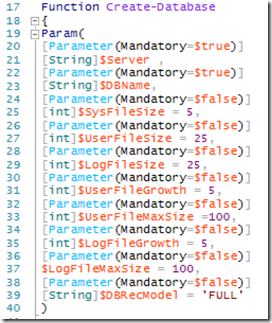 17 Function Create-Database
18 {
19 Param(
20 [Parameter(Mandatory=$true)]
21 [String]$Server ,
22 [Parameter(Mandatory=$true)]
23 [String]$DBName,
24 [Parameter(Mandatory=$false)]
25 [int]$SysFileSize = 5,
26 [Parameter(Mandatory=$false)]
27 [int]$UserFileSize = 25,
28 [Parameter(Mandatory=$false)]
29 [int]$LogFileSize = 25,
30 [Parameter(Mandatory=$false)]
31 [int]$UserFileGrowth = 5,
32 [Parameter(Mandatory=$false)]
33 [int]$UserFileMaxSize =100,
34 [Parameter(Mandatory=$false)]
35 [int]$LogFileGrowth = 5,
36 [Parameter(Mandatory=$false)]
37 $LogFileMaxSize = 100,
38 [Parameter(Mandatory=$false)]
39 [String]$DBRecModel = 'FULL'
40 )